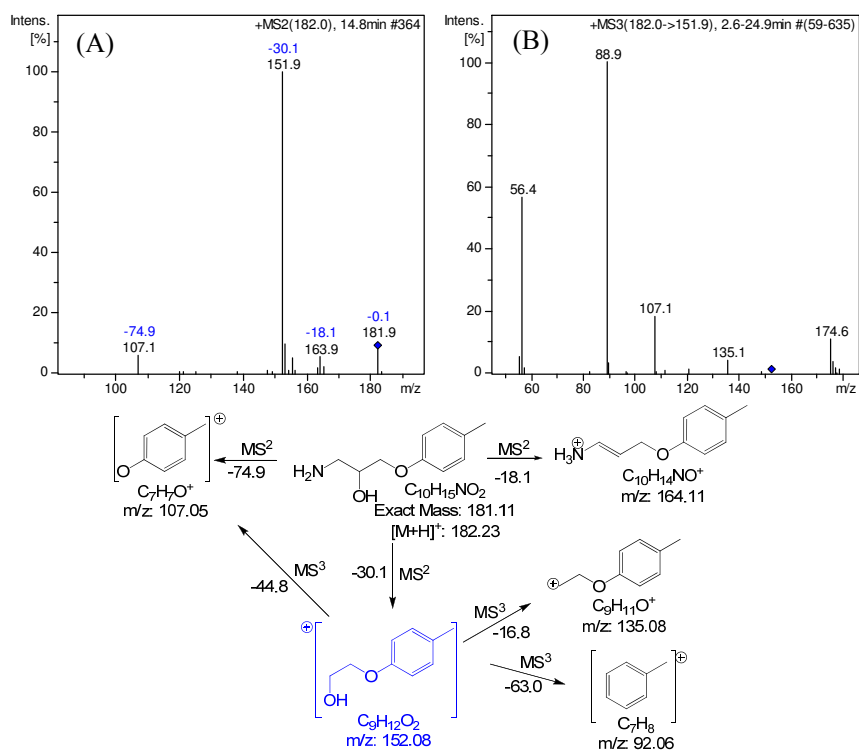 Intens.
[%]
(A)
+MS2(182.0), 14.8min #364
-30.1
151.9
-74.9
107.1
-18.1
163.9
-0.1
181.9
100
80
60
40
20
0
100
120
140
160
180
m/z
Intens.
[%]
(B)
+MS3(182.0->151.9), 2.6-24.9min #(59-635)
88.9
56.4
107.1
135.1
174.6
100
80
60
40
20
0
60
80
100
120
140
160
m/z
O
C7H7O+
m/z: 107.05
MS2
-74.9
H2N
OH
O
C10H15NO2
Exact Mass: 181.11
[M+H]+: 182.23
MS2
-18.1
H3N
O
C10H14NO+
m/z: 164.11
MS3
-44.8
-30.1
MS2
OH
O
C9H12O2
m/z: 152.08
MS3
-16.8
O
C9H11O+
m/z: 135.08
MS3
-63.0
C7H8
m/z: 92.06